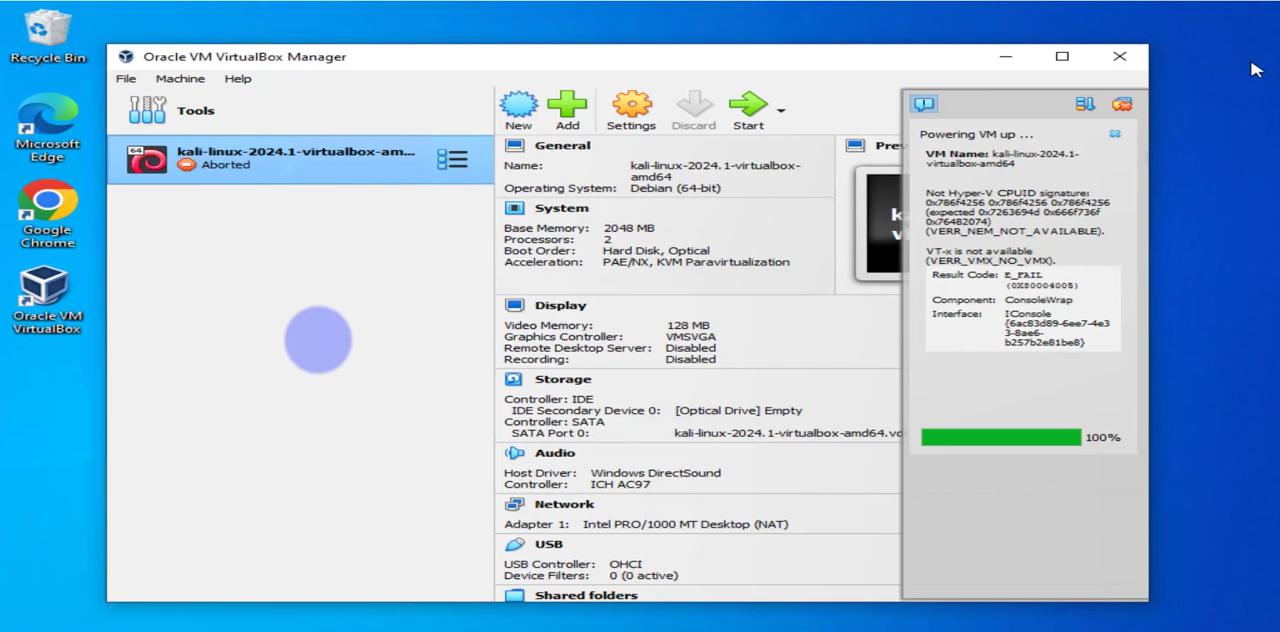 Recycle Bin
Microsoft
Edge
Google
Chrome
Oracle VM
VirtualBox
Oracle VM VirtualBox Manager
File Machine Help
Tools
64
kali-linux-2024.1-virtualbox-am...
Aborted
New Add Settings Discard Start
General
Name: kali-linux-2024.1-virtualbox-
amd64
Operating System: Debian (64-bit)
System
Base Memory: 2048 MB
Processors: 2
Boot Order: Hard Disk, Optical
Acceleration: PAE/NX, KVM Paravirtualization
Display
Video Memory: 128 MB
Graphics Controller: VMSVGA
Remote Desktop Server: Disabled
Recording: Disabled
Storage
Controller: IDE
IDE Secondary Device 0: [Optical Drive] Empty
Controller: SATA
SATA Port 0: kali-linux-2024.1-virtualbox-amd64.vd
Audio
Host Driver: Windows DirectSound
Controller: ICH AC97
Network
Adapter 1: Intel PRO/1000 MT Desktop (NAT)
USB
USB Controller: OHCI
Device Filters: 0 (0 active)
Shared folders
Pre
Powering VM up ...
VM Name: kali-linux-2024.1-
virtualbox-amd64
Not Hyper-V CPUID signature:
0x786f4256 0x786f4256 0x786f4256
(expected 0x7263694d 0x666f736f
0x76482074)
(VERR_NEM_NOT_AVAILABLE).
VT-x is not available
(VERR_VMX_NO_VMX).
Result Code: E_FAIL
(0X80004005)
Component: ConsoleWrap
Interface: IConsole
{6ac83d89-6ee7-4e3
3-8ae6-
b257b2e81be8}
100%